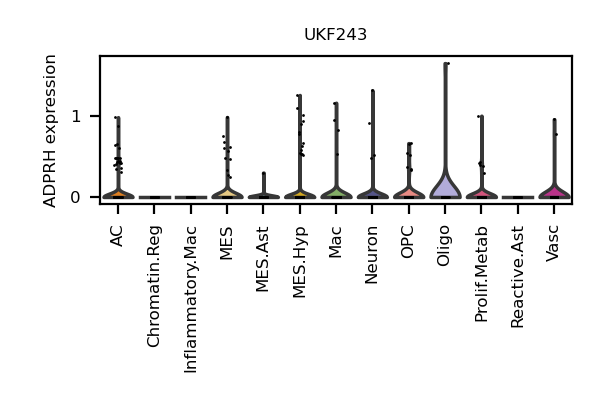 UKF243
ADPRH expression
1
0
AC
Chromatin.Reg
Inflammatory.Mac
MES
MES.Ast
MES.Hyp
Mac
Neuron
OPC
Oligo
Prolif.Metab
Reactive.Ast
Vasc